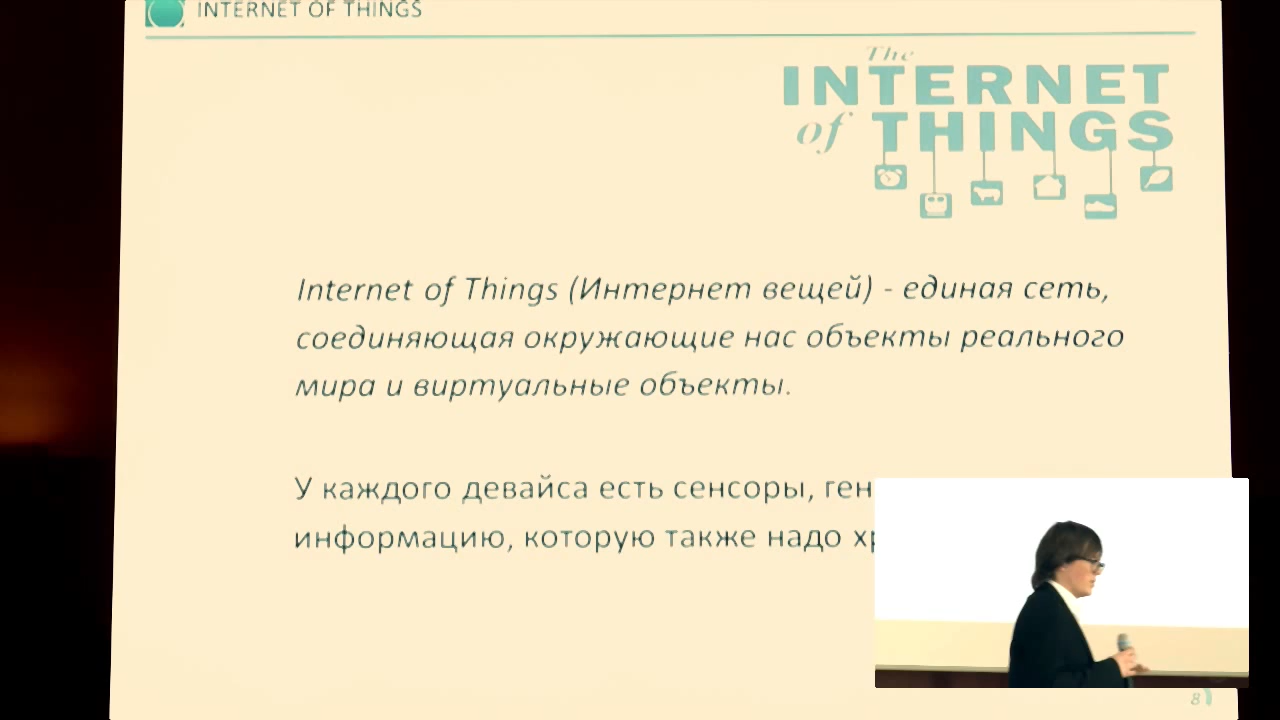 INTERNET OF THINGS
The
INTERNET
of THINGS
Internet of Things (Интернет вещей) - единая сеть,
соединяющая окружающие нас объекты реального
мира и виртуальные объекты.
У каждого девайса есть сенсоры,
информацию, которую также надо
8